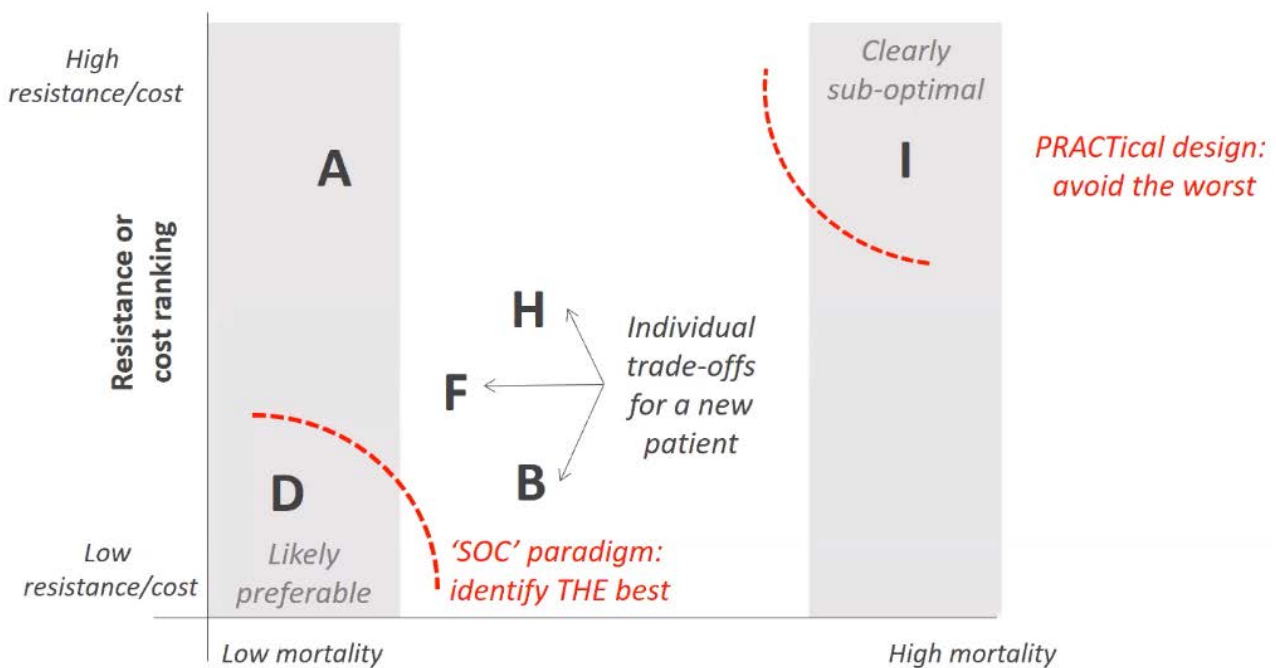 High
resistance/cost
Clearly
sub-optimal
A
I
PRACTical design:
avoid the worst
Resistance or
cost ranking
H
F
B
Individual
trade-offs
for a new
patient
D
Likely
preferable
'SOC' paradigm:
identify THE best
Low
resistance/cost
Low mortality
High mortality